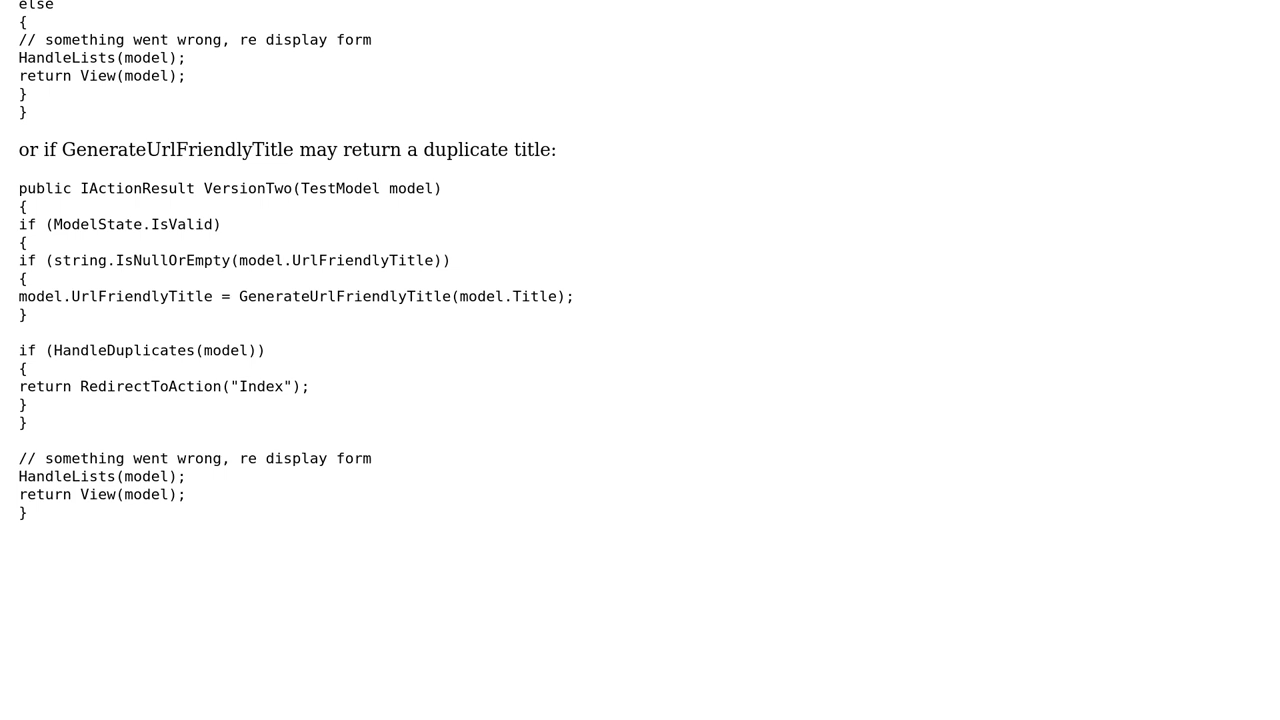 else
{
// something went wrong, re display form
HandleLists(model);
return View(model);
}
}
or if GenerateUrlFriendlyTitle may return a duplicate title:
public IActionResult VersionTwo(TestModel model)
{
if (ModelState.IsValid)
{
if (string.IsNullOrEmpty(model.UrlFriendlyTitle))
{
model.UrlFriendlyTitle = GenerateUrlFriendlyTitle(model.Title);
}
if (HandleDuplicates(model))
{
return RedirectToAction("Index");
}
}
// something went wrong, re display form
HandleLists(model);
return View(model);
}